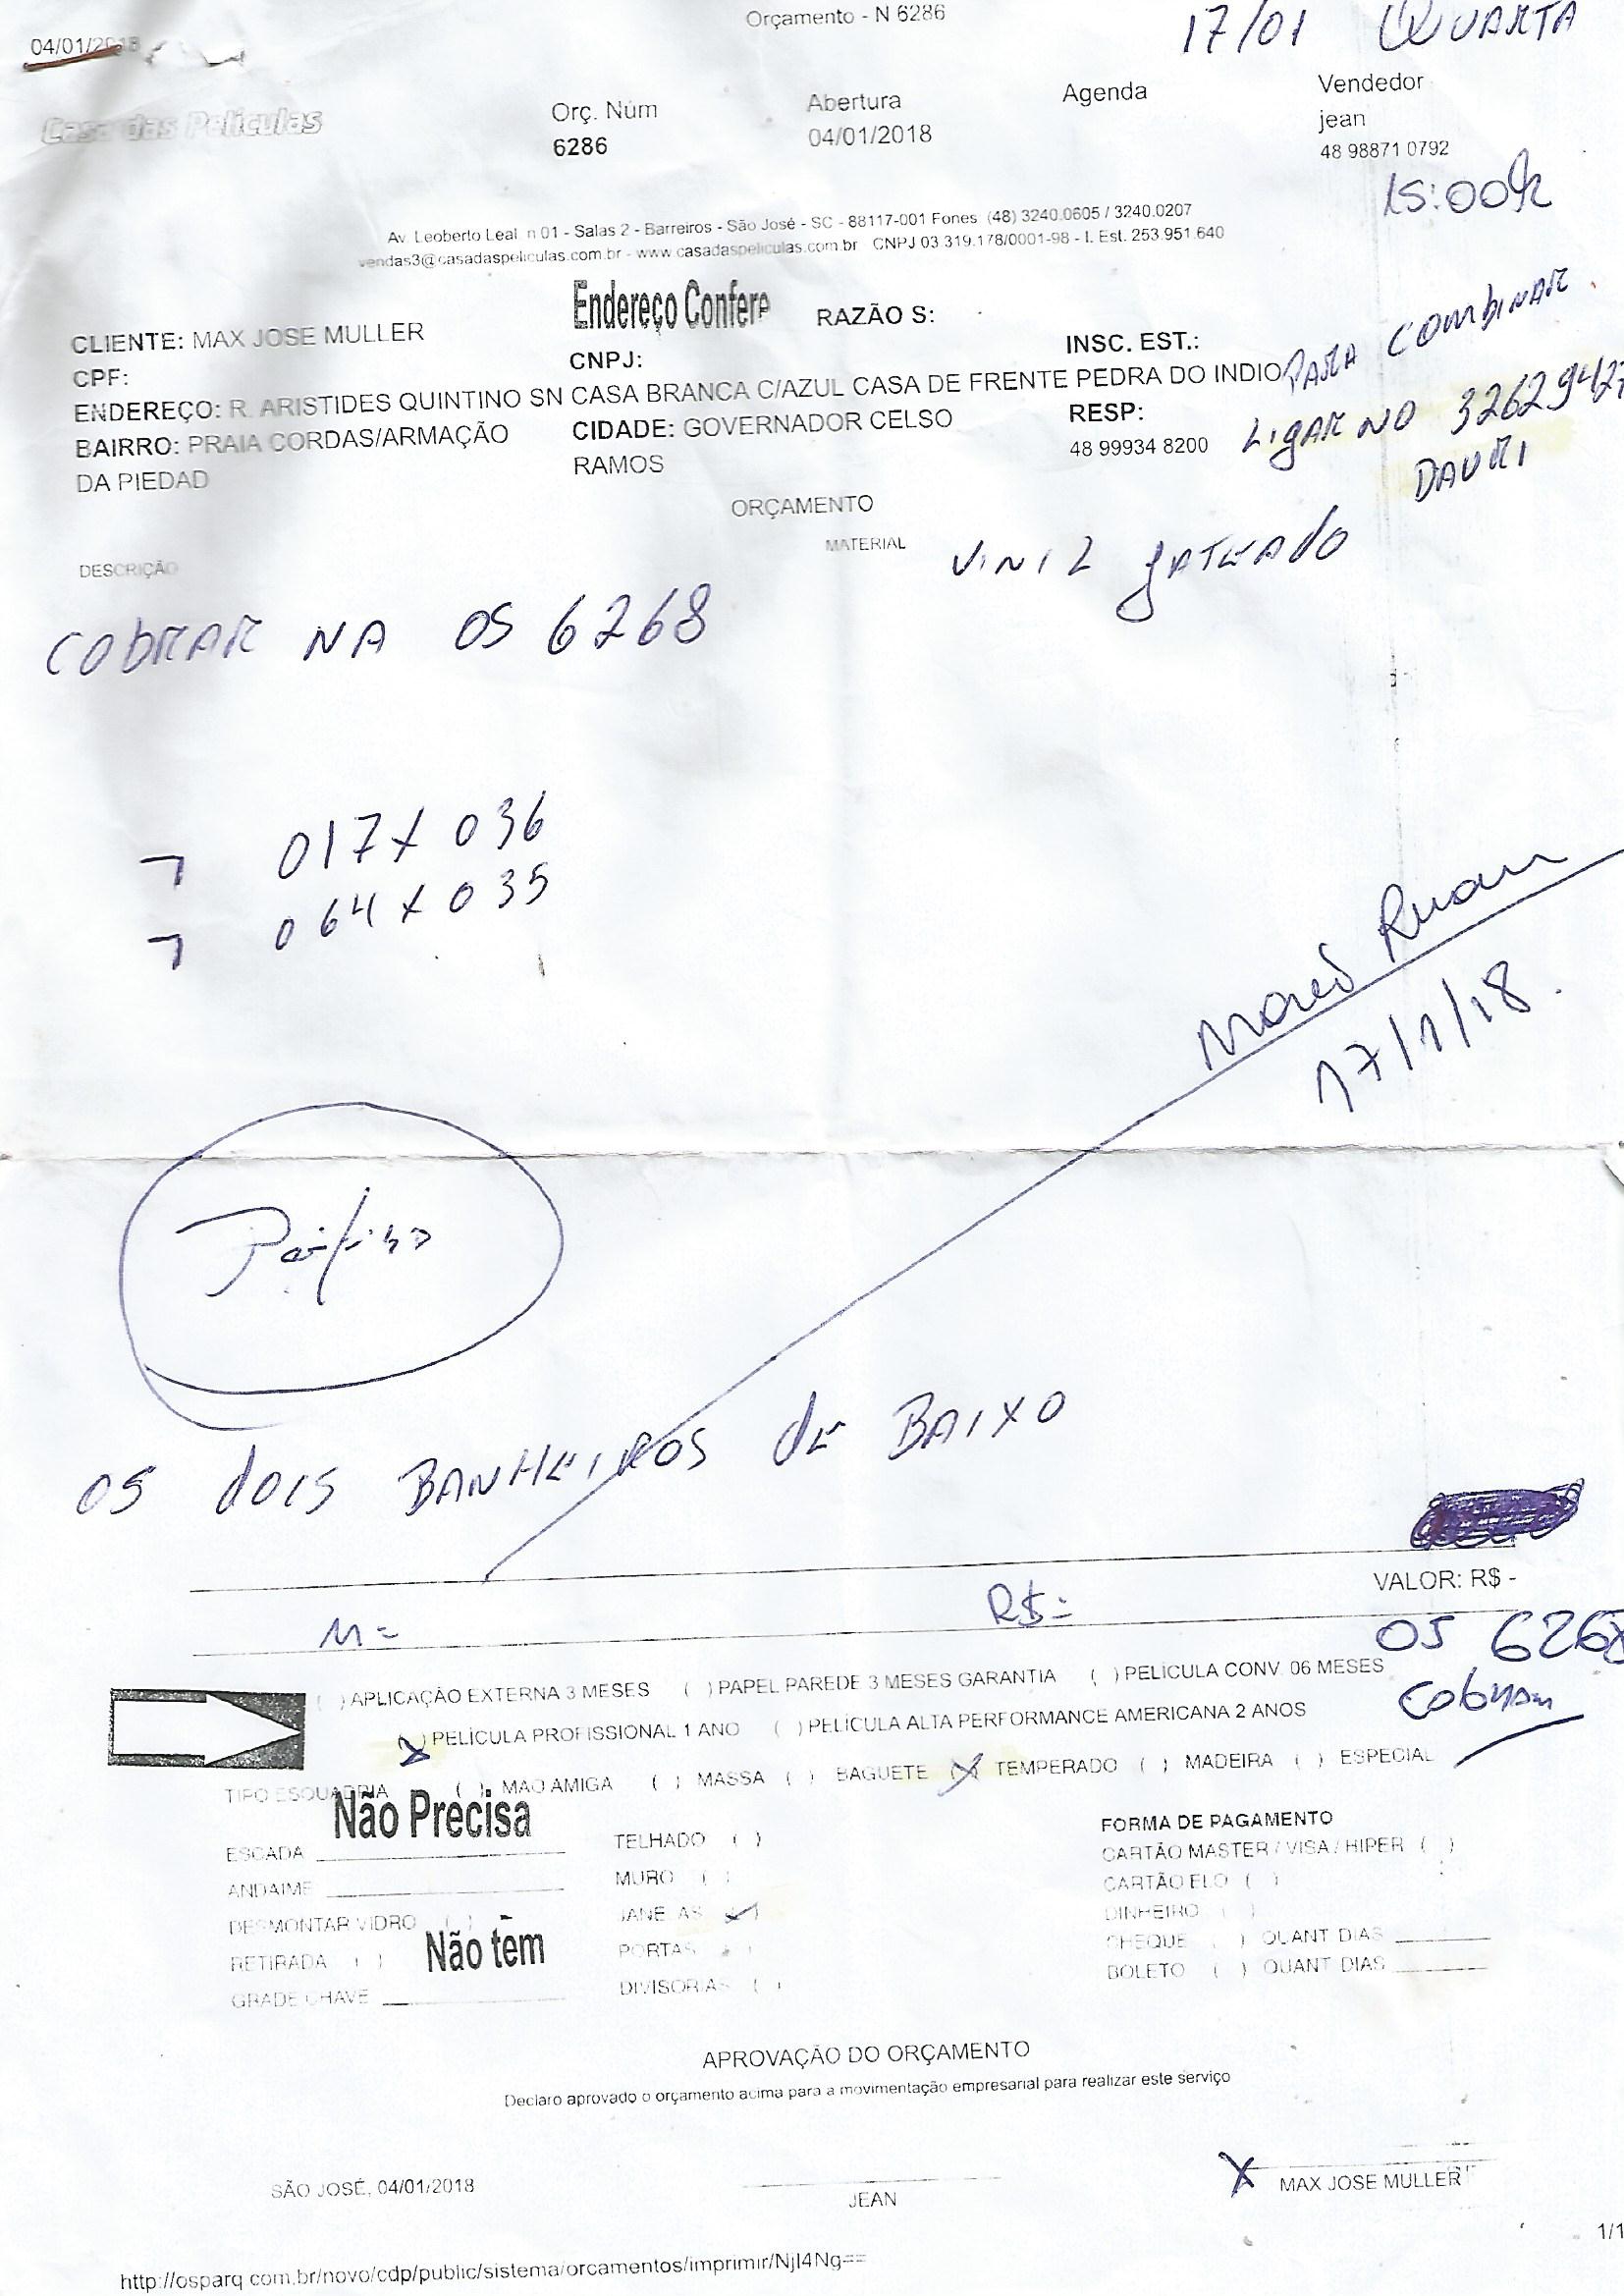 Orçamento - N 6286
17/01 QUARTA
04/01/2018
Casa das Películas
Orç. Núm
6286
Abertura
04/01/2018
Agenda
Vendedor
jean
48 98871 0792
15:00h
Av. Leoberto Leal n 01 - Salas 2 - Barreiros - São José - SC - 88117-001 Fones (48) 3240.0605 / 3240.0207
vendas3@casadaspeliculas.com.br - www.casadaspeliculas.com.br CNPJ 03.319.178/0001-98 - I. Est. 253.951.640
Endereço Confere
CLIENTE: MAX JOSE MULLER
RAZÃO S:
CPF:
CNPJ:
INSC. EST.:
PARA COMBINAR
ENDEREÇO: R. ARISTIDES QUINTINO SN CASA BRANCA C/AZUL CASA DE FRENTE PEDRA DO INDIO
BAIRRO: PRAIA CORDAS/ARMAÇÃO
DA PIEDAD
CIDADE: GOVERNADOR CELSO
RAMOS
RESP:
48 99934 8200
LIGAR NO 32629427
DAURI
ORÇAMENTO
DESCRIÇÃO
MATERIAL
VINIL JATEADO
COBRAR NA OS 6268
017 X 036
064 X 035
17/1/18.
OS DOIS BANHEIROS DE BAIXO
VALOR: R$ -
M =
R$ =
OS 6268
( ) APLICAÇÃO EXTERNA 3 MESES ( ) PAPEL PAREDE 3 MESES GARANTIA ( ) PELÍCULA CONV. 06 MESES
(X) PELÍCULA PROFISSIONAL 1 ANO ( ) PELÍCULA ALTA PERFORMANCE AMERICANA 2 ANOS
TIPO ESQUADRIA ( ) MAO AMIGA ( ) MASSA ( ) BAGUETE (X) TEMPERADO ( ) MADEIRA ( ) ESPECIAL
Não Precisa
ESCADA
ANDAIME
DESMONTAR VIDRO ( )
RETIRADA ( )
Não tem
GRADE CHAVE
TELHADO ( )
MURO ( )
JANELAS ( )
PORTAS ( )
DIVISORIAS ( )
FORMA DE PAGAMENTO
CARTÃO MASTER / VISA / HIPER ( )
CARTÃO ELO ( )
DINHEIRO ( )
CHEQUE ( ) QUANT DIAS
BOLETO ( ) QUANT DIAS
APROVAÇÃO DO ORÇAMENTO
Declaro aprovado o orçamento acima para a movimentação empresarial para realizar este serviço
SÃO JOSÉ, 04/01/2018
JEAN
X MAX JOSE MULLER
1/1
http://osparq.com.br/novo/cdp/public/sistema/orcamentos/imprimir/NjI4Ng==